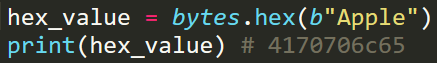 hex_value = bytes.hex(b"Apple")
print(hex_value) # 4170706c65